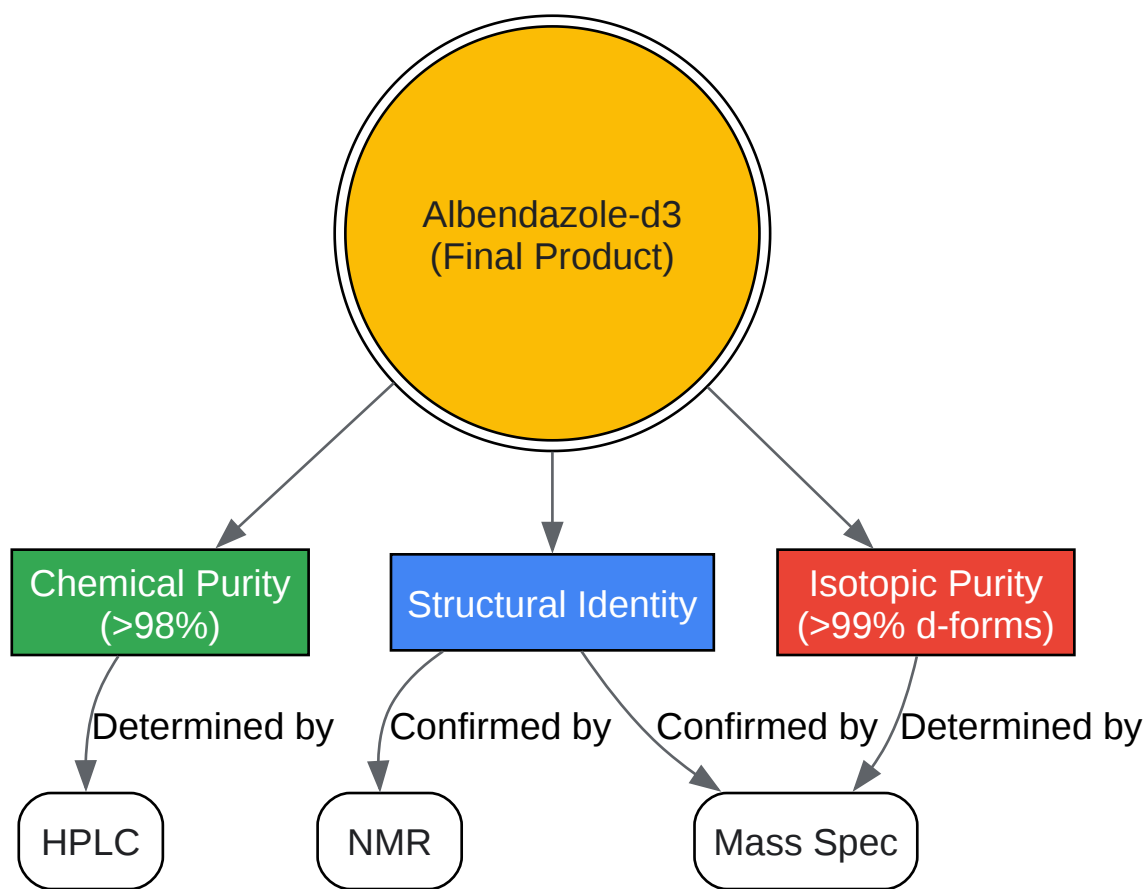 Albendazole-d3
(Final Product)
Chemical Purity
(>98%)
Structural Identity
Isotopic Purity
(>99% d-forms)
Determined by
Confirmed by
Confirmed by
Determined by
HPLC
NMR
Mass Spec